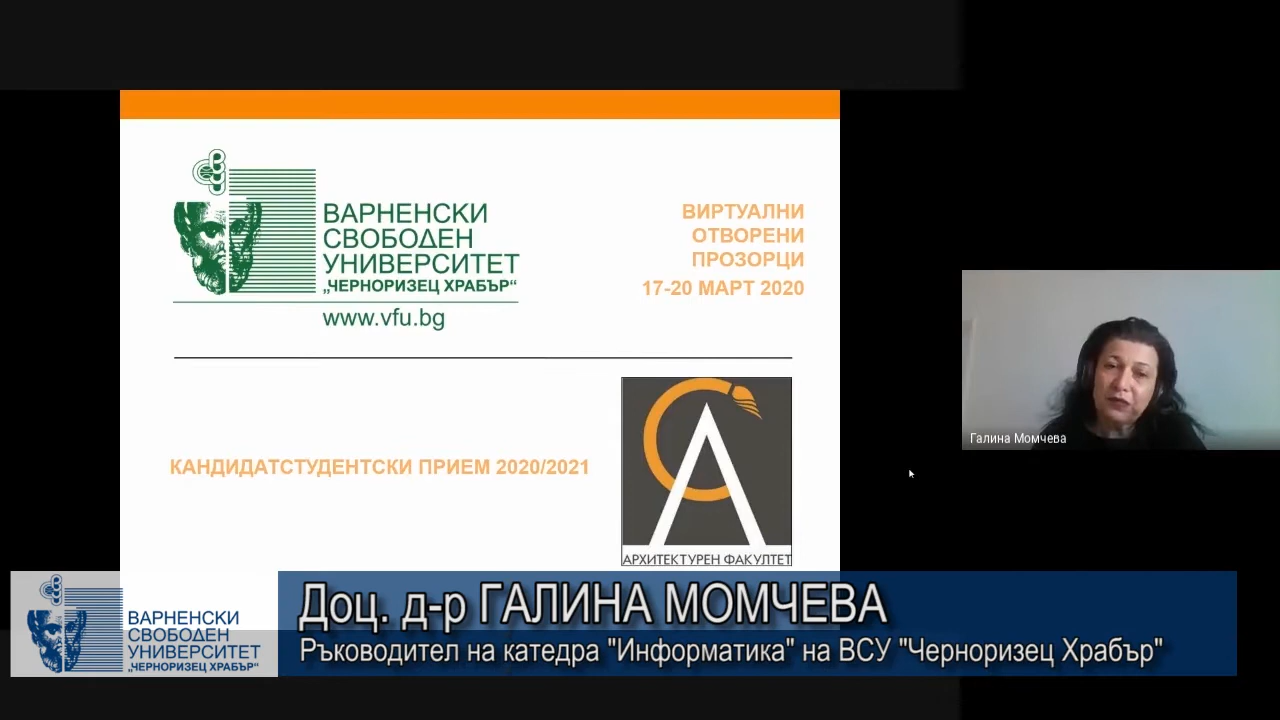 ВАРНЕНСКИ
СВОБОДЕН
УНИВЕРСИТЕТ
„ЧЕРНОРИЗЕЦ ХРАБЪР“
www.vfu.bg
ВИРТУАЛНИ
ОТВОРЕНИ
ПРОЗОРЦИ
17-20 МАРТ 2020
КАНДИДАТСТУДЕНТСКИ ПРИЕМ 2020/2021
АРХИТЕКТУРЕН ФАКУЛТЕТ
Галина Момчева
ВАРНЕНСКИ
СВОБОДЕН
УНИВЕРСИТЕТ
„ЧЕРНОРИЗЕЦ ХРАБЪР“
Доц. д-р ГАЛИНА МОМЧЕВА
Ръководител на катедра "Информатика" на ВСУ "Черноризец Храбър"